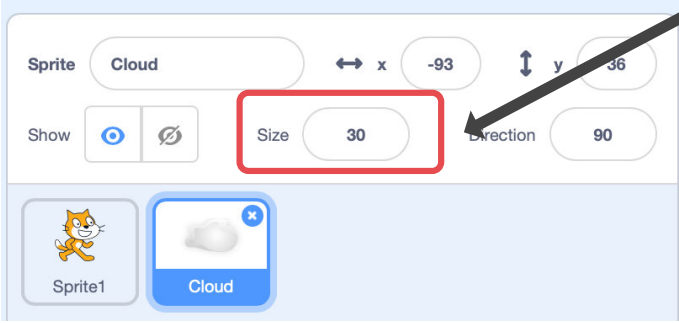 Sprite Cloud x -93 y 36
Show Size 30 Direction 90
Sprite1 Cloud